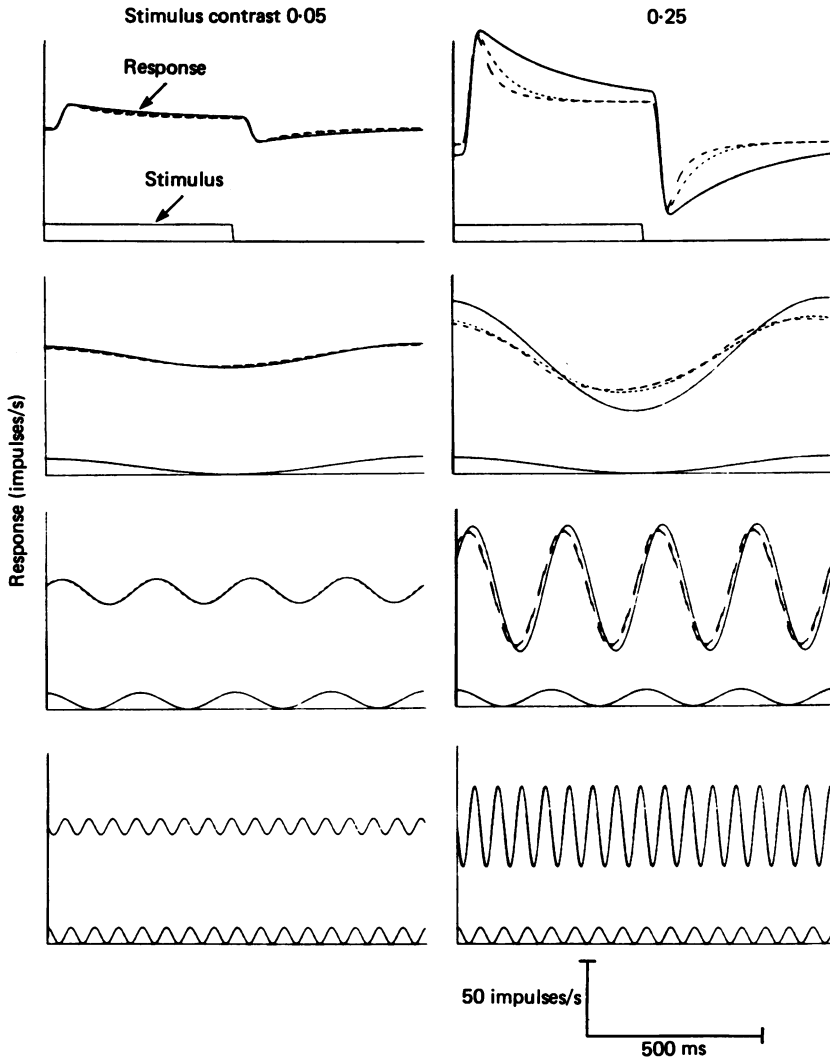 Stimulus contrast 0·05
0·25
Response
Stimulus
Response (impulses/s)
50 impulses/s
500 ms